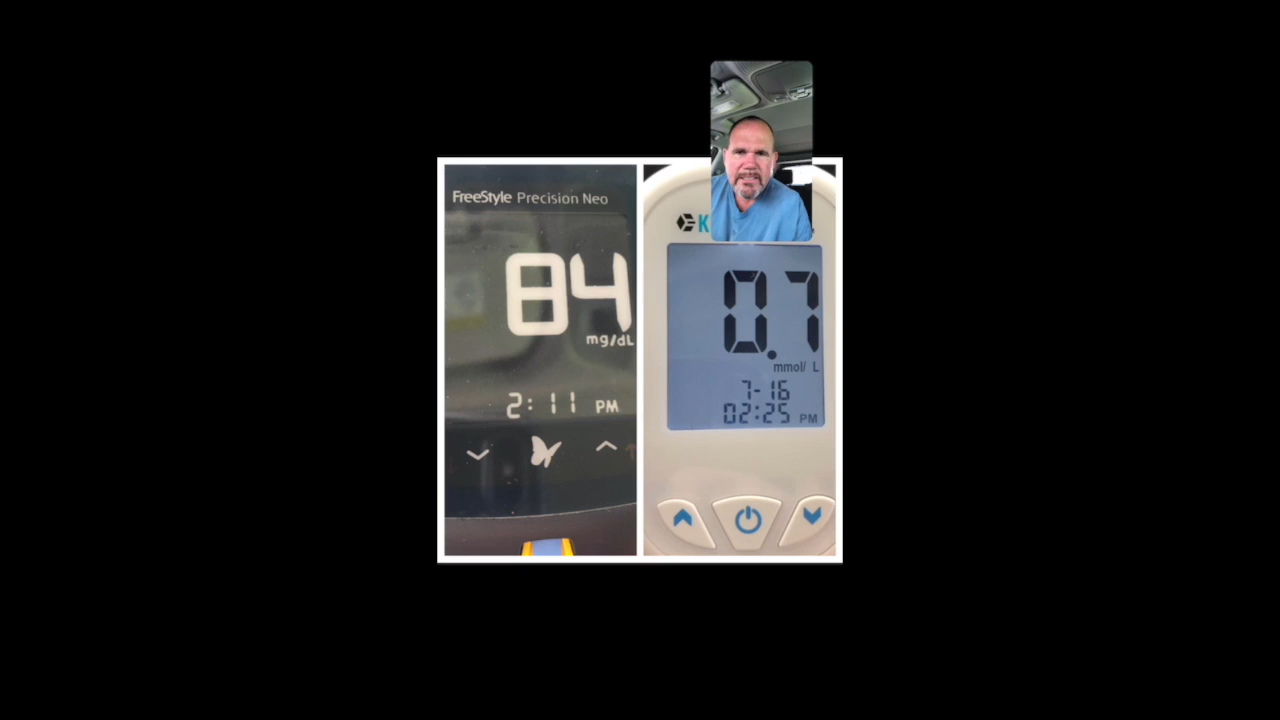 FreeStyle Precision Neo
84
mg/dL
2:11 PM
K
0.7
mmol/ L
7-16
02:25 PM